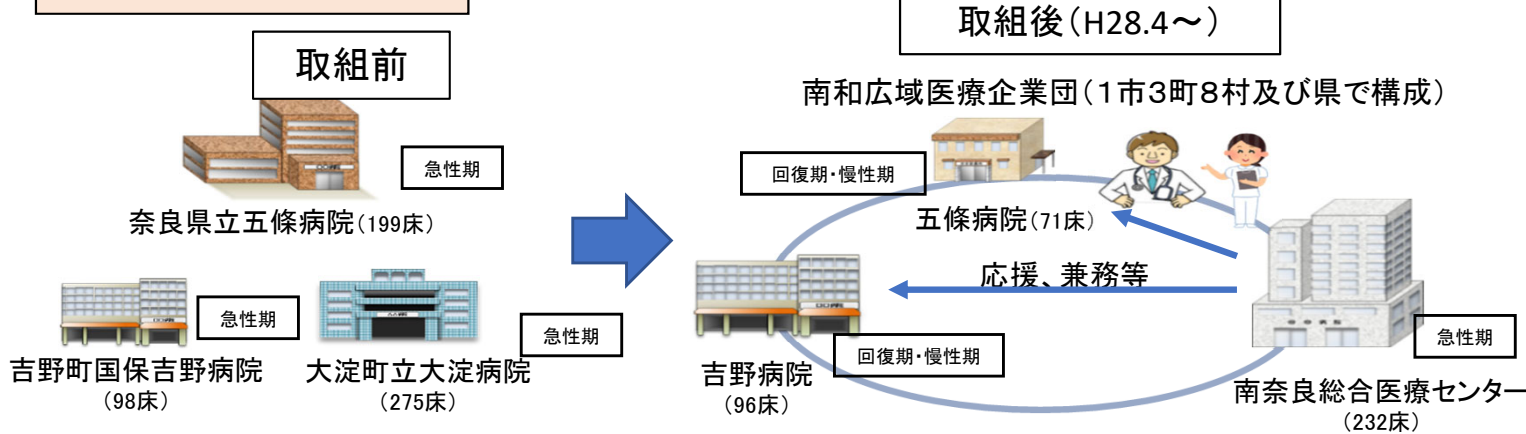 取組前
急性期
奈良県立五條病院(199床)
急性期
吉野町国保吉野病院
(98床)
急性期
大淀町立大淀病院
(275床)
取組後(H28.4～)
南和広域医療企業団(1市3町8村及び県で構成)
回復期・慢性期
五條病院(71床)
応援、兼務等
回復期・慢性期
吉野病院
(96床)
急性期
南奈良総合医療センター
(232床)